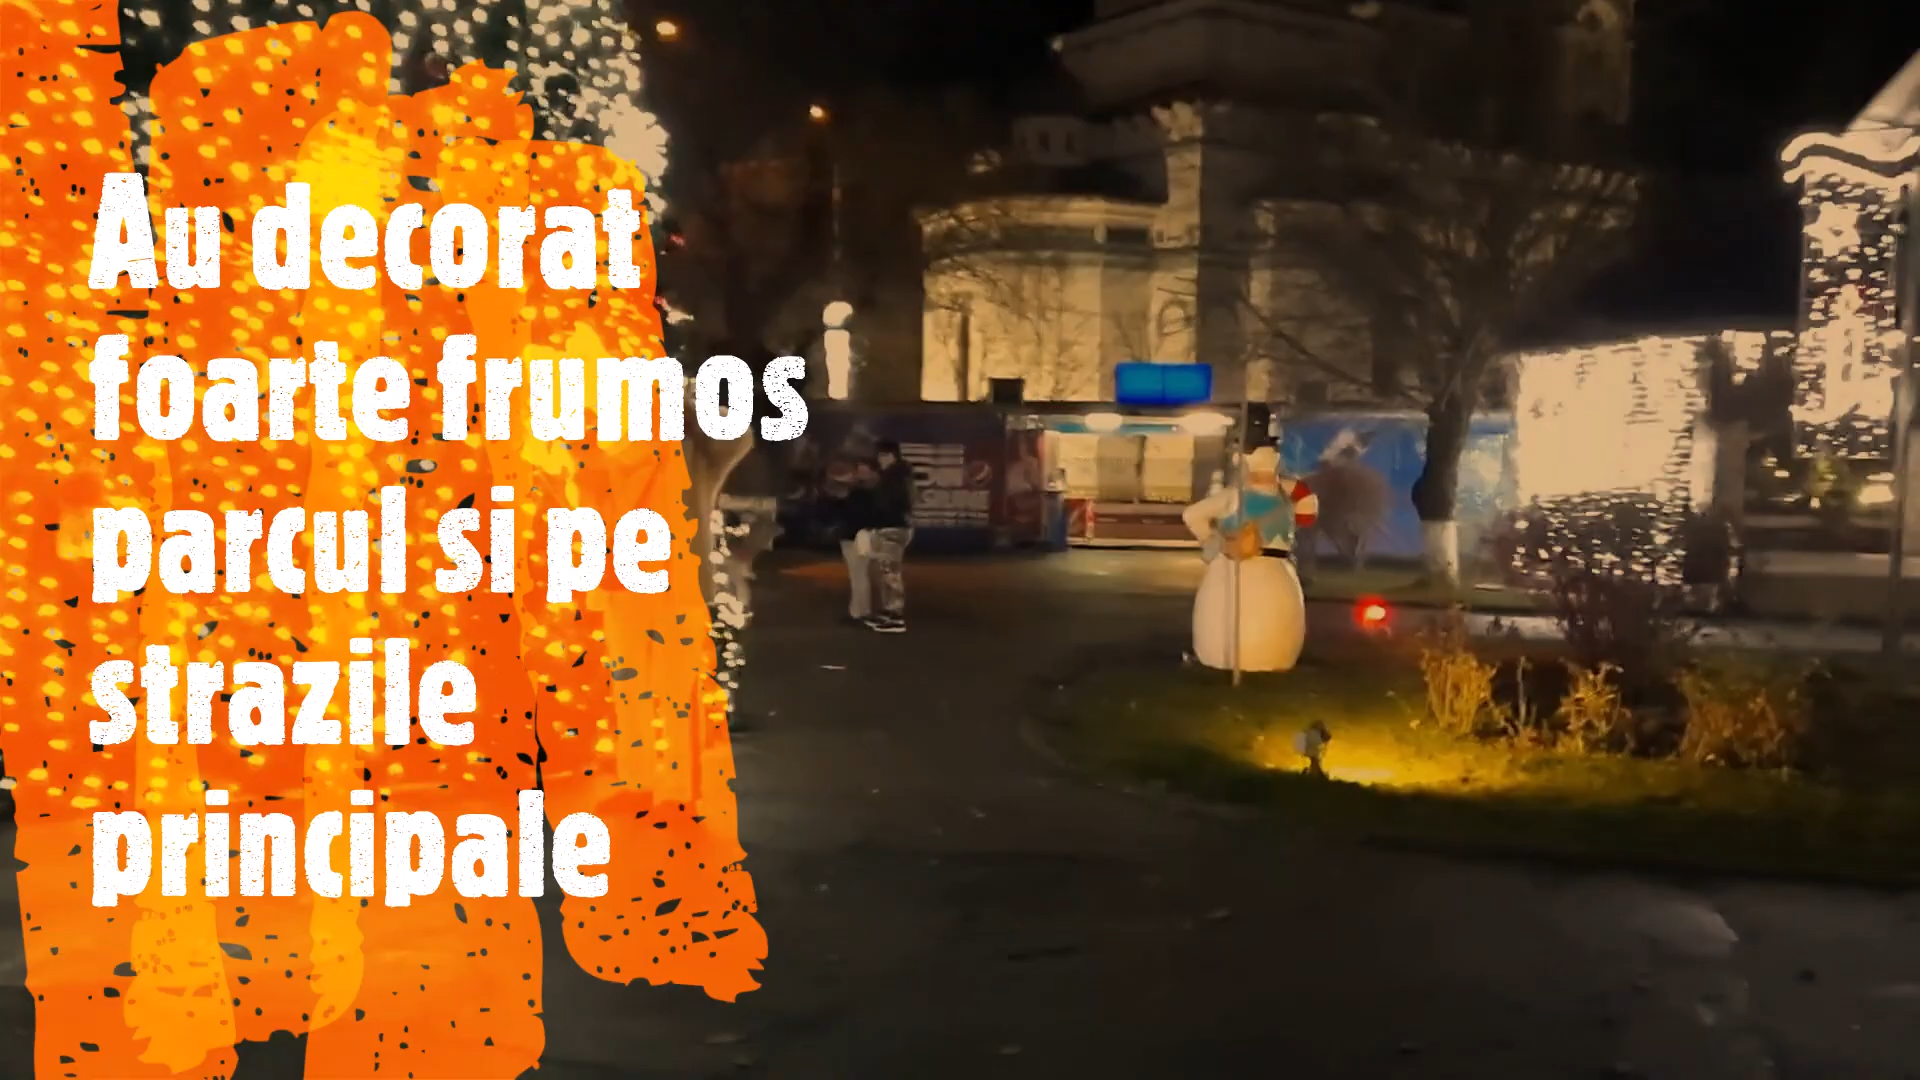 Au decorat
foarte frumos
parcul si pe
strazile
principale